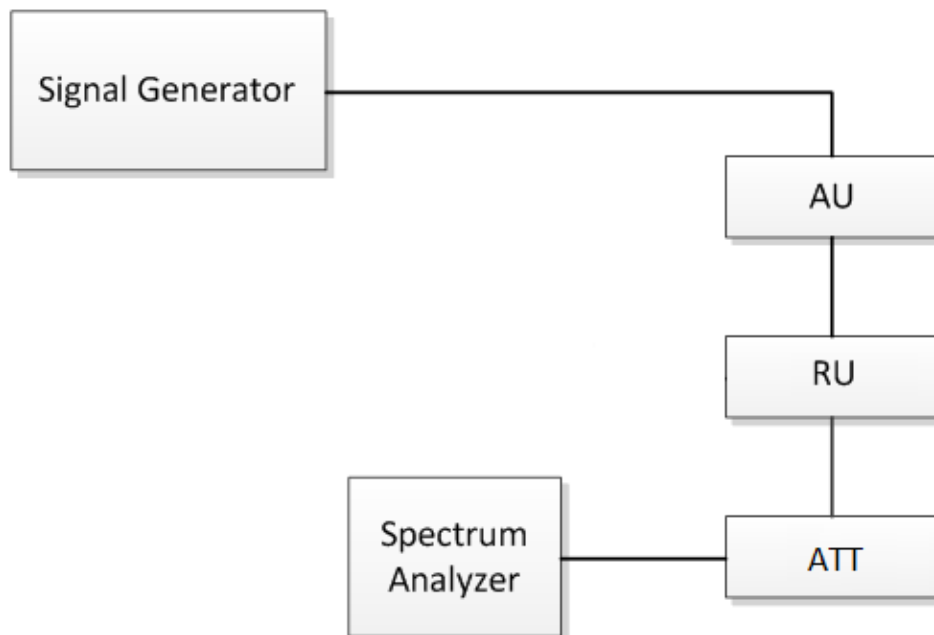 Signal Generator
AU
RU
Spectrum
Analyzer
ATT